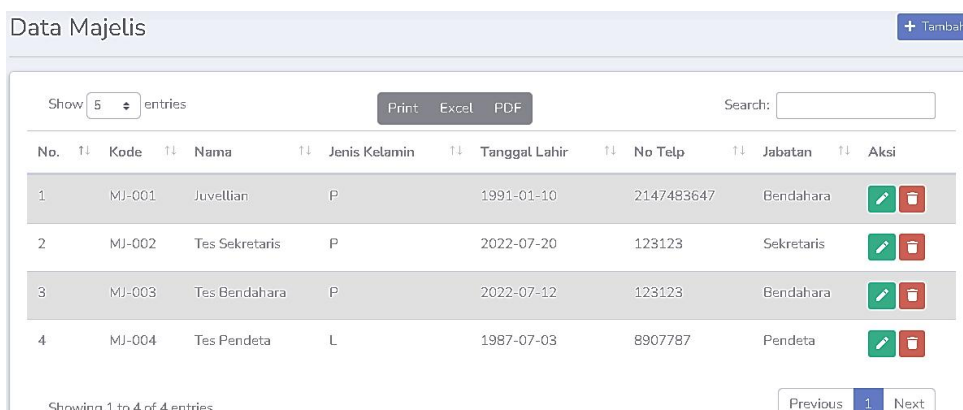 Data Majelis
+ Tambah
Show 5 entries
Print Excel PDF
Search:
No. Kode Nama Jenis Kelamin Tanggal Lahir No Telp Jabatan Aksi
1 MJ-001 Juvellian P 1991-01-10 2147483647 Bendahara
2 MJ-002 Tes Sekretaris P 2022-07-20 123123 Sekretaris
3 MJ-003 Tes Bendahara P 2022-07-12 123123 Bendahara
4 MJ-004 Tes Pendeta L 1987-07-03 8907787 Pendeta
Showing 1 to 4 of 4 entries
Previous 1 Next